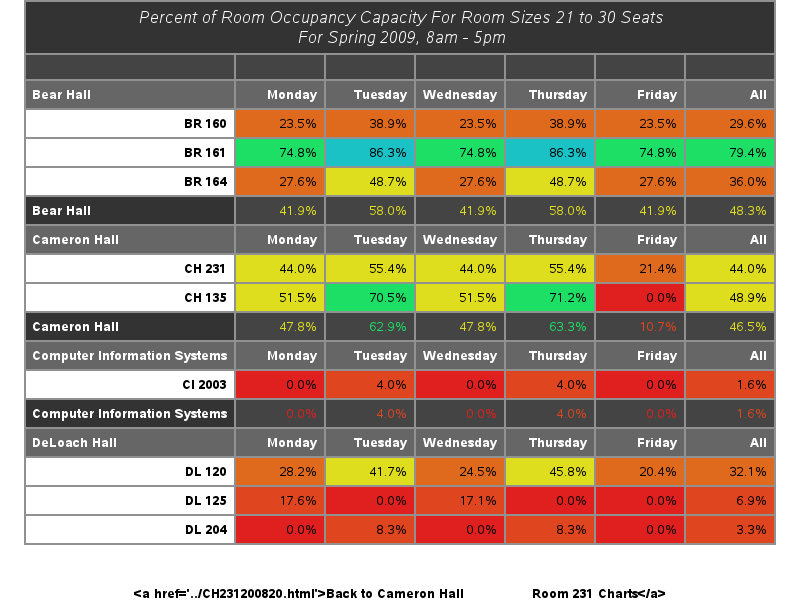 Percent of Room Occupancy Capacity For Room Sizes 21 to 30 Seats
For Spring 2009, 8am - 5pm
Bear Hall Monday Tuesday Wednesday Thursday Friday All
BR 160 23.5% 38.9% 23.5% 38.9% 23.5% 29.6%
BR 161 74.8% 86.3% 74.8% 86.3% 74.8% 79.4%
BR 164 27.6% 48.7% 27.6% 48.7% 27.6% 36.0%
Bear Hall 41.9% 58.0% 41.9% 58.0% 41.9% 48.3%
Cameron Hall Monday Tuesday Wednesday Thursday Friday All
CH 231 44.0% 55.4% 44.0% 55.4% 21.4% 44.0%
CH 135 51.5% 70.5% 51.5% 71.2% 0.0% 48.9%
Cameron Hall 47.8% 62.9% 47.8% 63.3% 10.7% 46.5%
Computer Information Systems Monday Tuesday Wednesday Thursday Friday All
CI 2003 0.0% 4.0% 0.0% 4.0% 0.0% 1.6%
Computer Information Systems 0.0% 4.0% 0.0% 4.0% 0.0% 1.6%
DeLoach Hall Monday Tuesday Wednesday Thursday Friday All
DL 120 28.2% 41.7% 24.5% 45.8% 20.4% 32.1%
DL 125 17.6% 0.0% 17.1% 0.0% 0.0% 6.9%
DL 204 0.0% 8.3% 0.0% 8.3% 0.0% 3.3%
<a href='../CH231200820.html'>Back to Cameron Hall Room 231 Charts</a>